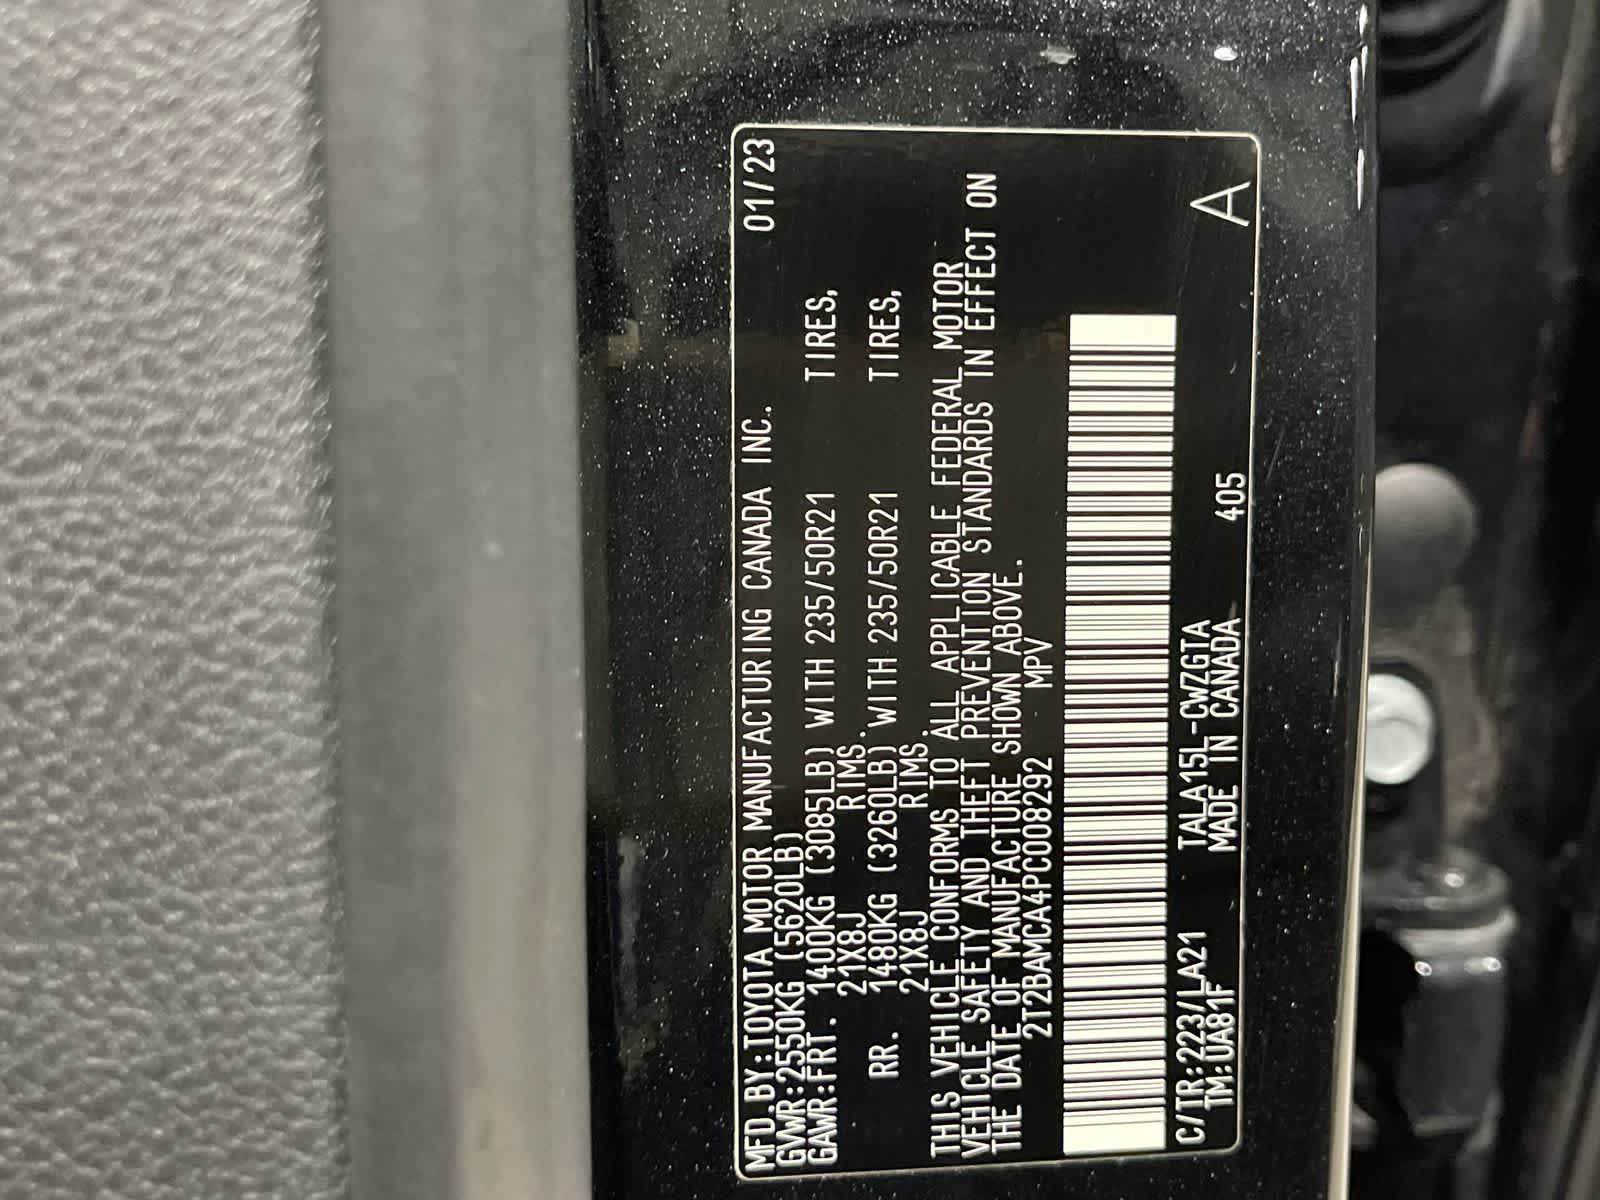 MFD.BY:TOYOTA MOTOR MANUFACTURING CANADA INC. 01/23
GVWR:2550KG (5620LB)
GAWR:FRT. 1400KG (3085LB) WITH 235/50R21 TIRES,
21X8J RIMS.
RR. 1480KG (3260LB) WITH 235/50R21 TIRES,
21X8J RIMS.
THIS VEHICLE CONFORMS TO ALL APPLICABLE FEDERAL MOTOR
VEHICLE SAFETY AND THEFT PREVENTION STANDARDS IN EFFECT ON
THE DATE OF MANUFACTURE SHOWN ABOVE.
2T2BAMCA4PC008292 MPV
C/TR:223/LA21 TALA15L-CWZGTA A
TM:UA81F MADE IN CANADA 405